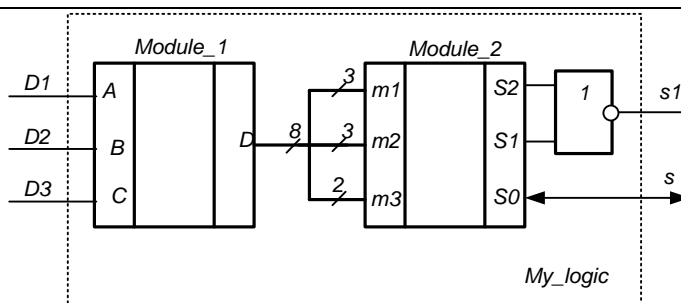 Module_1
Module_2
D1
A
D2
B
D3
C
D
8
3
3
2
m1
m2
m3
S2
S1
S0
1
s1
s
My_logic